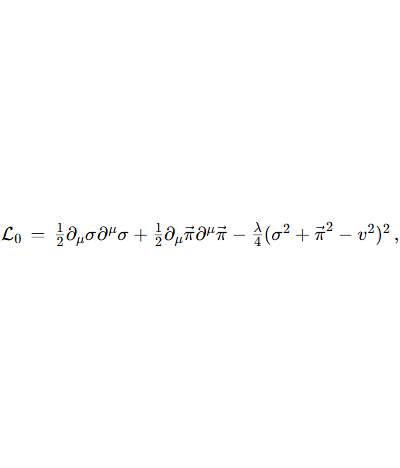 $\mathcal{L}_0 \, = \, \frac{1}{2} \partial_\mu \sigma \partial^\mu \sigma + \frac{1}{2} \partial_\mu \vec{\pi} \partial^\mu \vec{\pi} - \frac{\lambda}{4} (\sigma^2 + \vec{\pi}^2 - v^2)^2 \, ,$